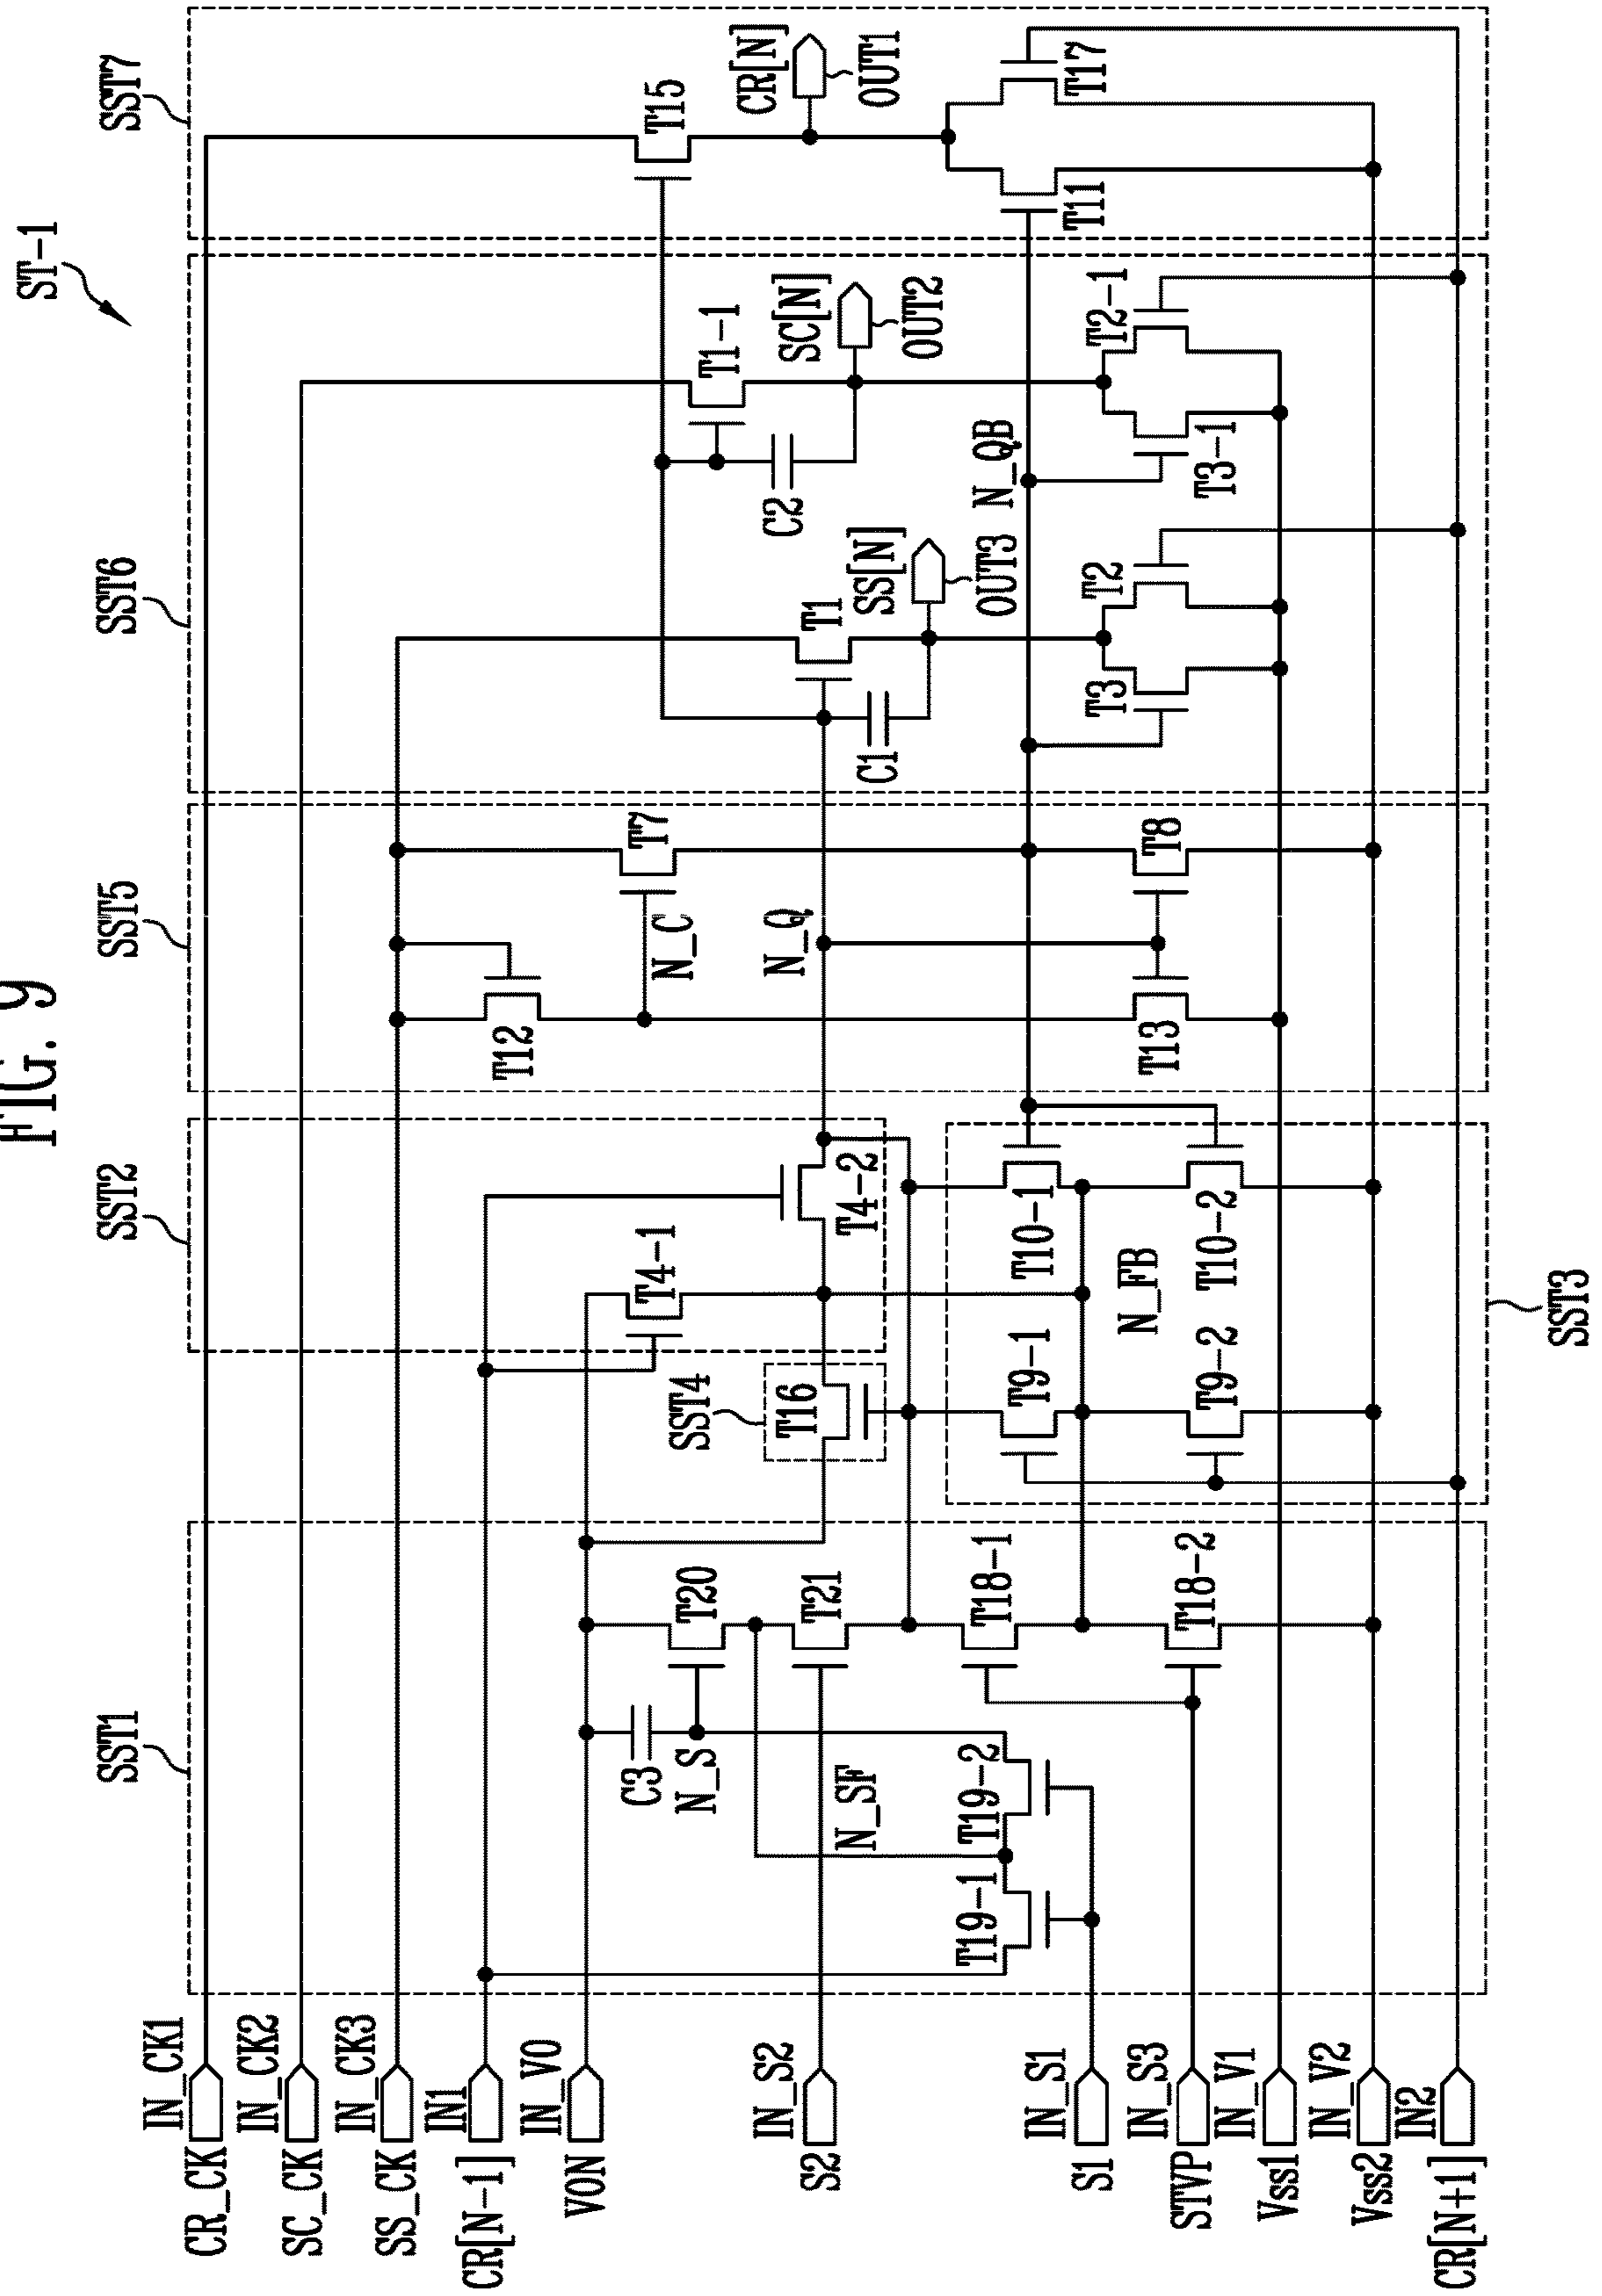 FIG. 9
ST-1
SST1
SST2
SST5
SST6
SST7
SST4
SST3
IN_CK1
CR_CK
IN_CK2
SC_CK
IN_CK3
SS_CK
IN1
CR[N-1]
IN_VO
VON
IN_S2
S2
IN_S1
S1
IN_S3
STVP
IN_V1
Vss1
IN_V2
Vss2
IN2
CR[N+1]
C3
N_S
T20
T21
N_SF
T19-1
T19-2
T18-1
T18-2
T16
T4-1
T4-2
T9-1
T9-2
N_FB
T10-1
T10-2
T12
T7
N_C
N_Q
T13
T8
T1
C1
SS[N]
OUT3
T3
T2
T1-1
C2
SC[N]
OUT2
N_QB
T3-1
T2-1
T15
CR[N]
OUT1
T11
T17